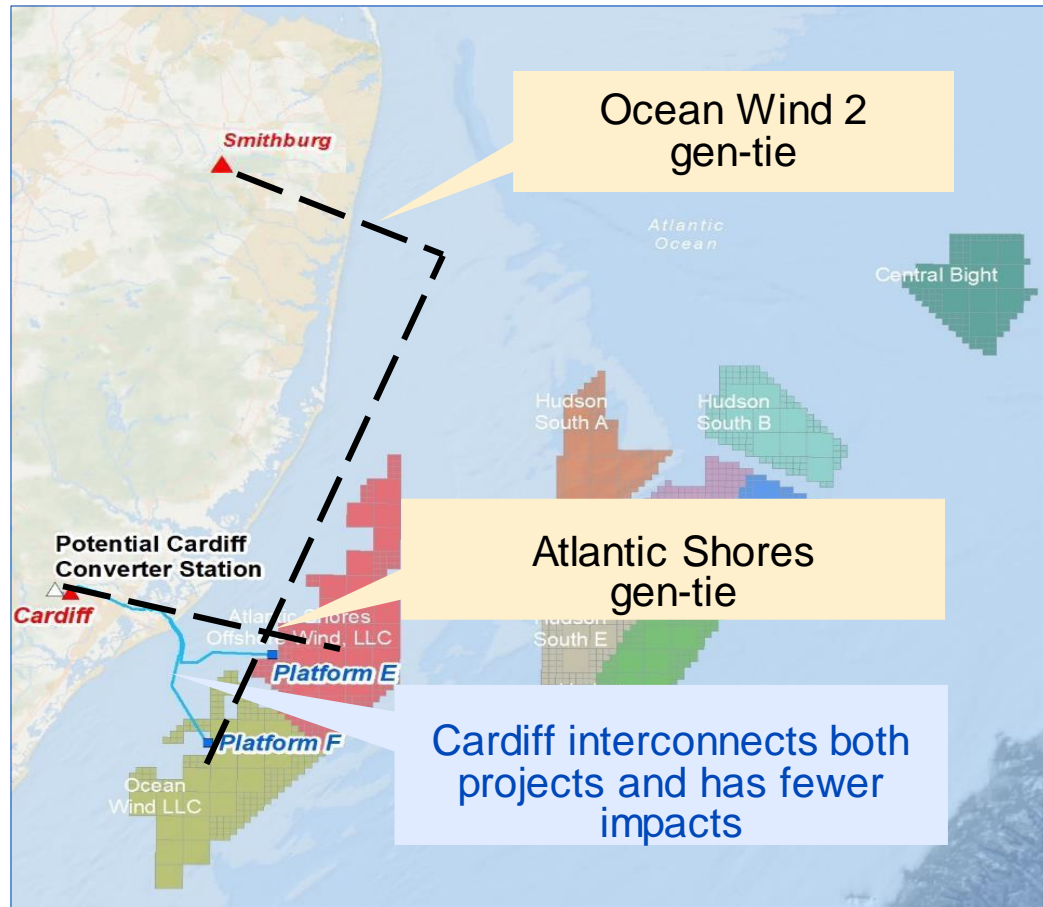 Ocean Wind 2
gen-tie
Smithburg
Atlantic
Ocean
Central Bight
Hudson
South A
Hudson
South B
Potential Cardiff
Converter Station
Cardiff
Atlantic Shores
gen-tie
Atlantic Shores
Offshore Wind, LLC
Hudson
South E
Platform E
Platform F
Ocean
Wind LLC
Cardiff interconnects both
projects and has fewer
impacts